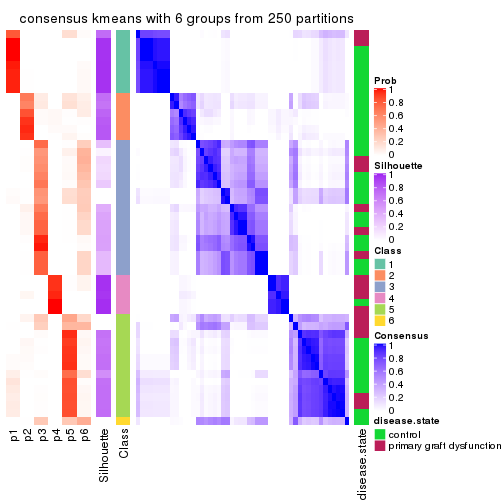 consensus kmeans with 6 groups from 250 partitions
Prob
1
0.8
0.6
0.4
0.2
0
Silhouette
1
0.8
0.6
0.4
0.2
0
Class
1
2
3
4
5
6
Consensus
1
0.8
0.6
0.4
0.2
0
disease.state
control
primary graft dysfunction
p1
p2
p3
p4
p5
p6
Silhouette
Class
disease.state